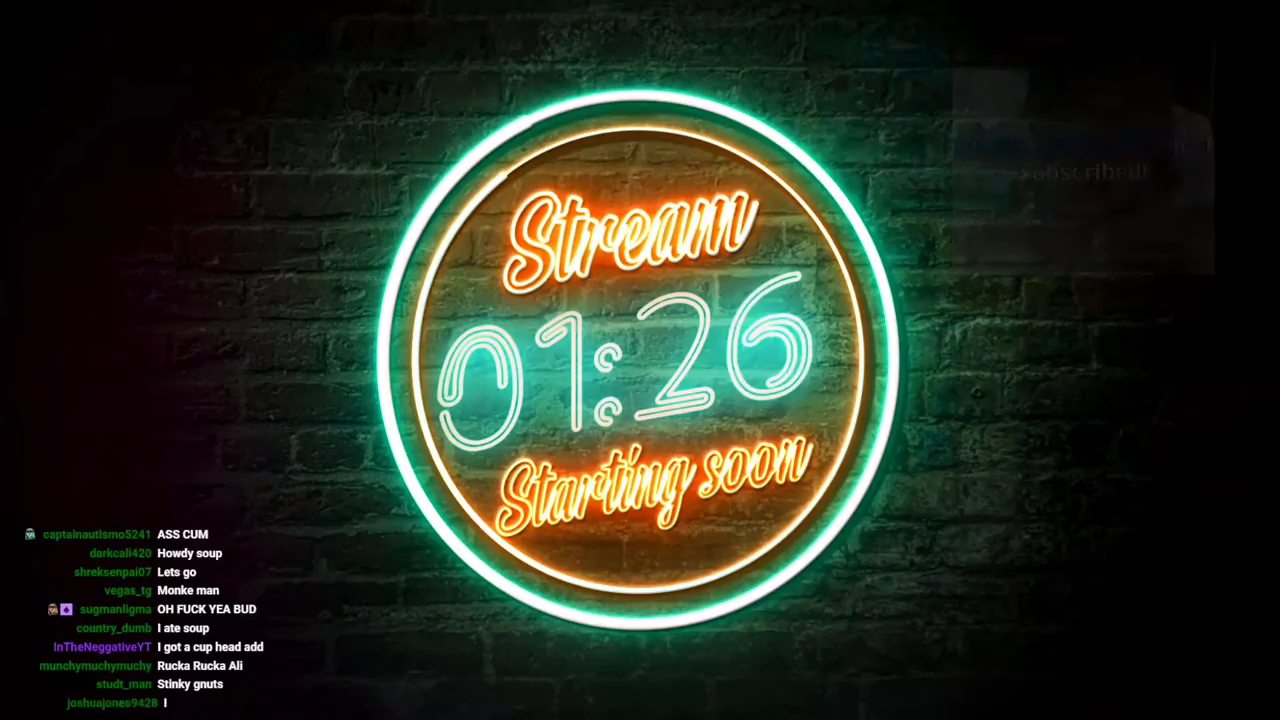 subscribed!
Stream
01:26
Starting soon
captainautismo5241 ASS CUM
darkcali420 Howdy soup
shreksenpai07 Lets go
vegas_tg Monke man
sugmanligma OH FUCK YEA BUD
country_dumb I ate soup
InTheNeggativeYT I got a cup head add
munchymuchymuchy Rucka Rucka Ali
studt_man Stinky gnuts
joshuajones9428 I